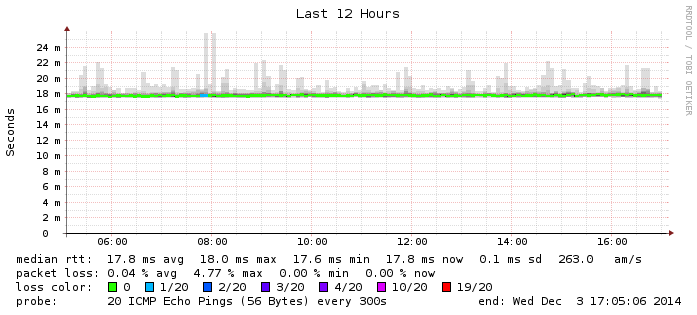 Last 12 Hours
RRDTOOL / TOBI OETIKER
Seconds
24 m
22 m
20 m
18 m
16 m
14 m
12 m
10 m
8 m
6 m
4 m
2 m
0
06:00 08:00 10:00 12:00 14:00 16:00
median rtt: 17.8 ms avg 18.0 ms max 17.6 ms min 17.8 ms now 0.1 ms sd 263.0 am/s
packet loss: 0.04 % avg 4.77 % max 0.00 % min 0.00 % now
loss color: 0 1/20 2/20 3/20 4/20 10/20 19/20
probe: 20 ICMP Echo Pings (56 Bytes) every 300s end: Wed Dec 3 17:05:06 2014